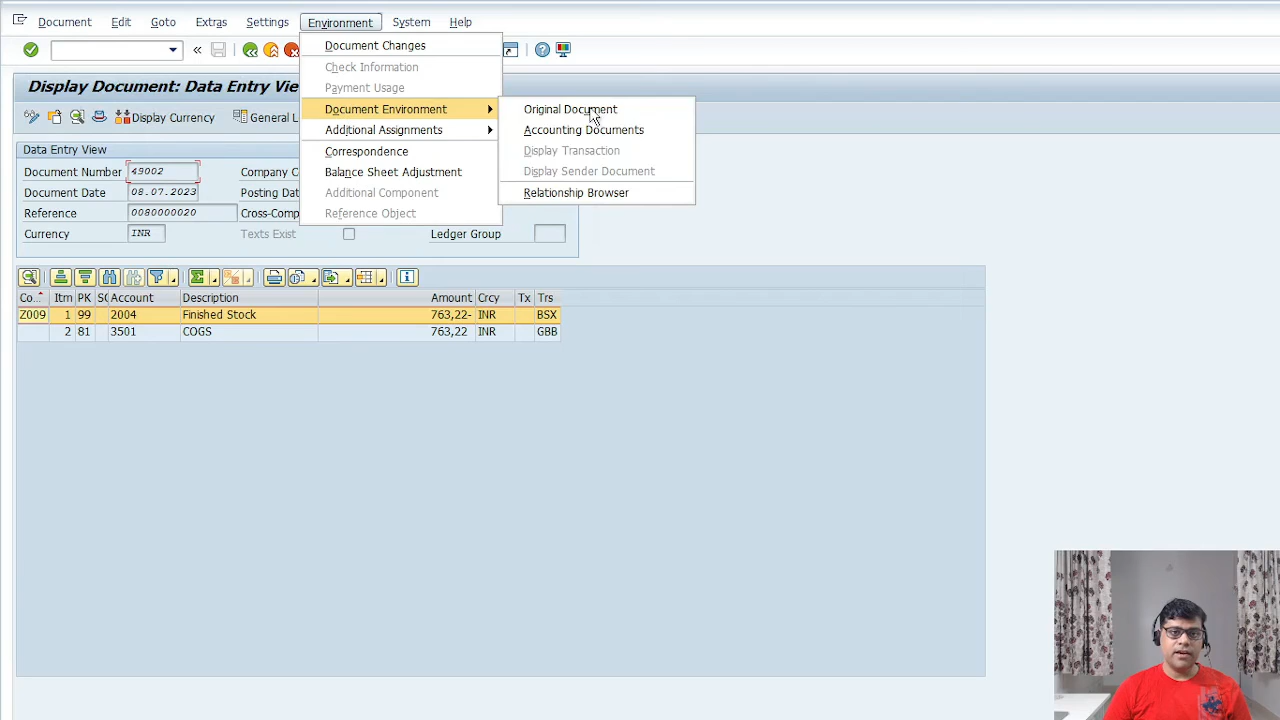 Document Edit Goto Extras Settings Environment System Help
Document Changes
Check Information
Payment Usage
Document Environment
Additional Assignments
Correspondence
Balance Sheet Adjustment
Additional Component
Reference Object
Original Document
Accounting Documents
Display Transaction
Display Sender Document
Relationship Browser
Display Document: Data Entry Vie
Display Currency General L
Data Entry View
Document Number 49002 Company C
Document Date 08.07.2023 Posting Dat
Reference 0080000020 Cross-Comp
Currency INR Texts Exist Ledger Group
Co.. Itm PK SG Account Description Amount Crcy Tx Trs
Z009 1 99 2004 Finished Stock 763,22- INR BSX
2 81 3501 COGS 763,22 INR GBB